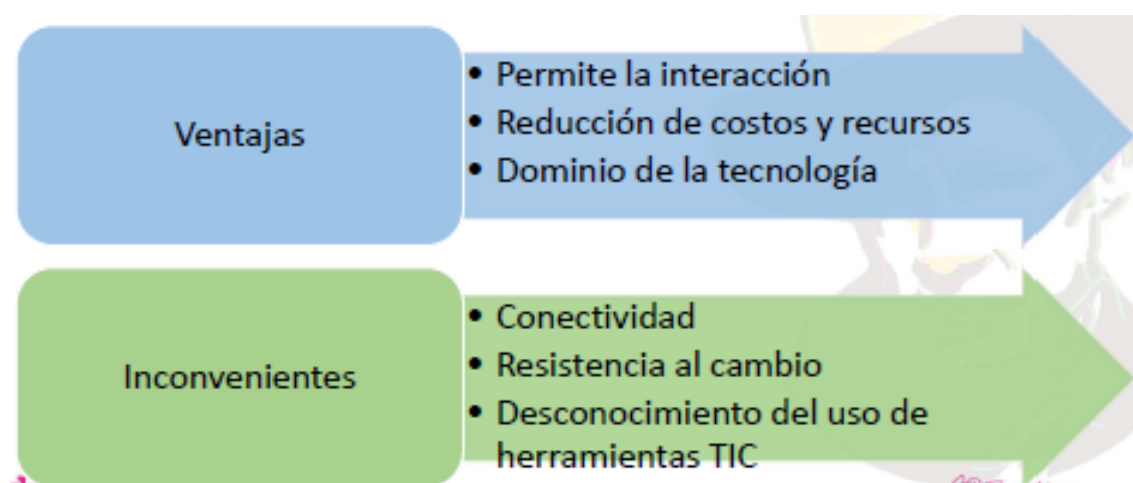 Ventajas
• Permite la interacción
• Reducción de costos y recursos
• Dominio de la tecnología
Inconvenientes
• Conectividad
• Resistencia al cambio
• Desconocimiento del uso de
herramientas TIC